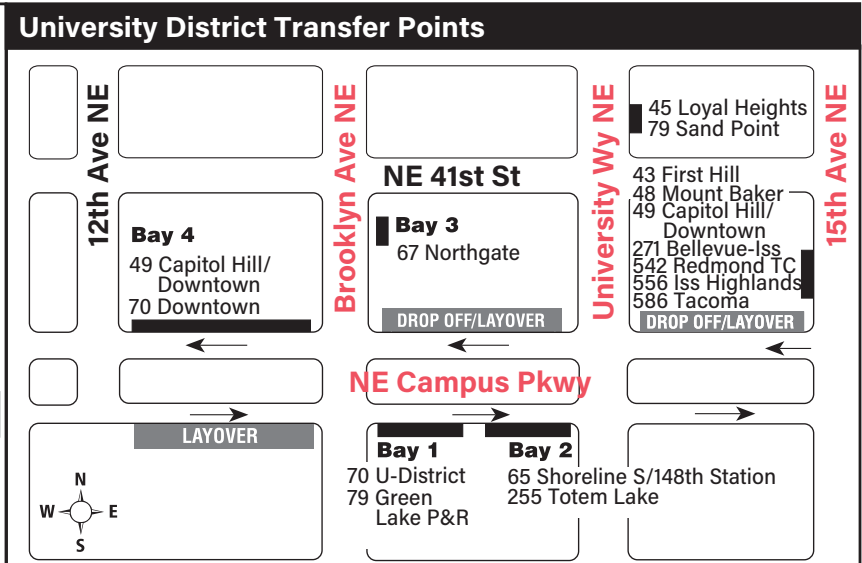 University District Transfer Points
12th Ave NE
Brooklyn Ave NE
University Wy NE
15th Ave NE
45 Loyal Heights
79 Sand Point
NE 41st St
Bay 4
49 Capitol Hill/
Downtown
70 Downtown
Bay 3
67 Northgate
DROP OFF/LAYOVER
43 First Hill
48 Mount Baker
49 Capitol Hill/
Downtown
271 Bellevue-Iss
542 Redmond TC
556 Iss Highlands
586 Tacoma
DROP OFF/LAYOVER
NE Campus Pkwy
LAYOVER
Bay 1
70 U-District
79 Green
Lake P&R
Bay 2
65 Shoreline S/148th Station
255 Totem Lake
N
W
E
S